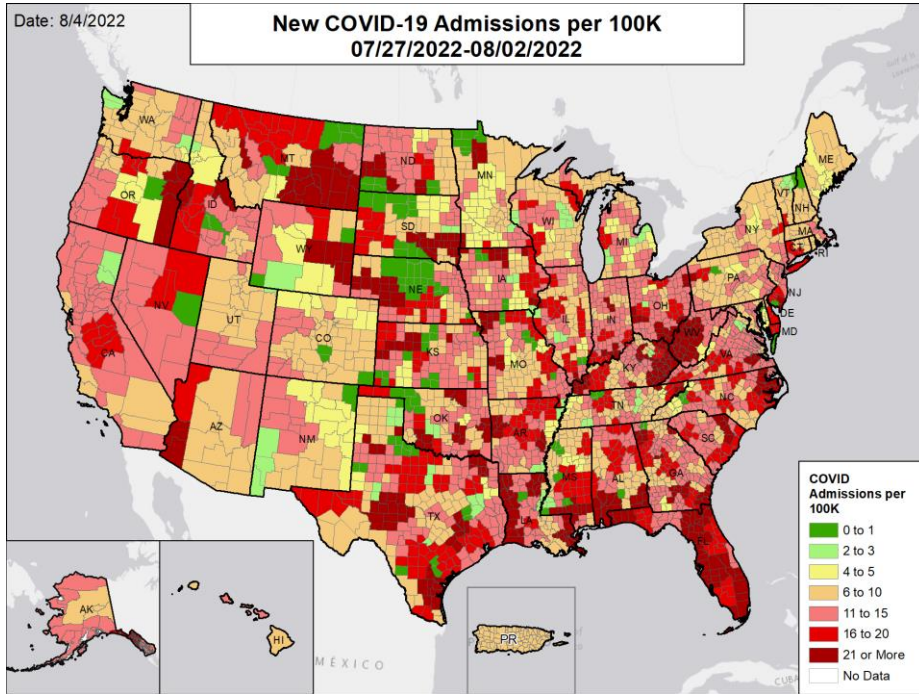 Date: 8/4/2022
New COVID-19 Admissions per 100K
07/27/2022-08/02/2022
WA
MT
ND
MN
ME
OR
ID
WY
SD
WI
MI
VT
NH
NY
MA
CT
RI
NV
UT
CO
NE
IA
IL
IN
OH
PA
NJ
DE
MD
CA
KS
MO
KY
WV
VA
AZ
NM
OK
AR
TN
NC
SC
TX
LA
MS
AL
GA
FL
AK
HI
PR
MÉXICO
CUBA
COVID
Admissions per
100K
0 to 1
2 to 3
4 to 5
6 to 10
11 to 15
16 to 20
21 or More
No Data